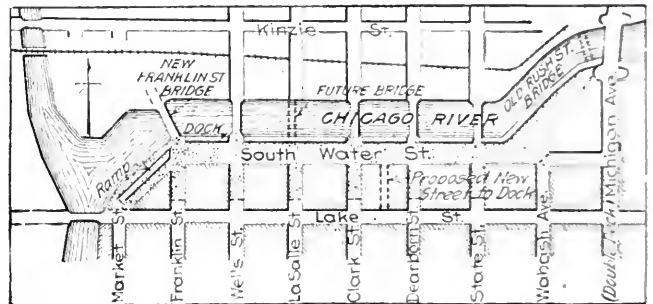 Kinzie St.
NEW
FRANKLIN ST
BRIDGE
FUTURE BRIDGE
OLD RUSH ST.
BRIDGE
CHICAGO RIVER
DOCK
South Water St.
Ramp
Proposed New
Street to Dock
Lake St.
Market St.
Franklin St.
Wells St.
LaSalle St.
Clark St.
Dearborn St.
State St.
Wabash Ave.
(Double Deck) Michigan Ave.